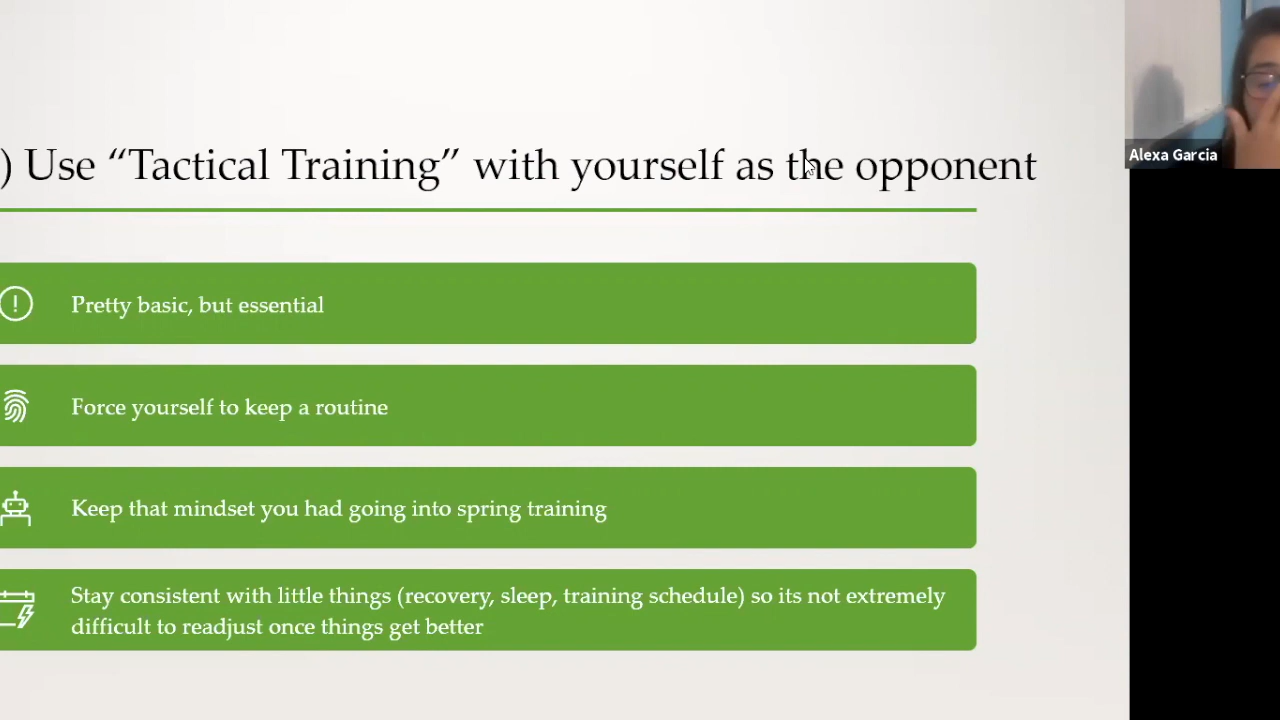 ) Use “Tactical Training” with yourself as the opponent
Alexa Garcia
Pretty basic, but essential
Force yourself to keep a routine
Keep that mindset you had going into spring training
Stay consistent with little things (recovery, sleep, training schedule) so its not extremely
difficult to readjust once things get better